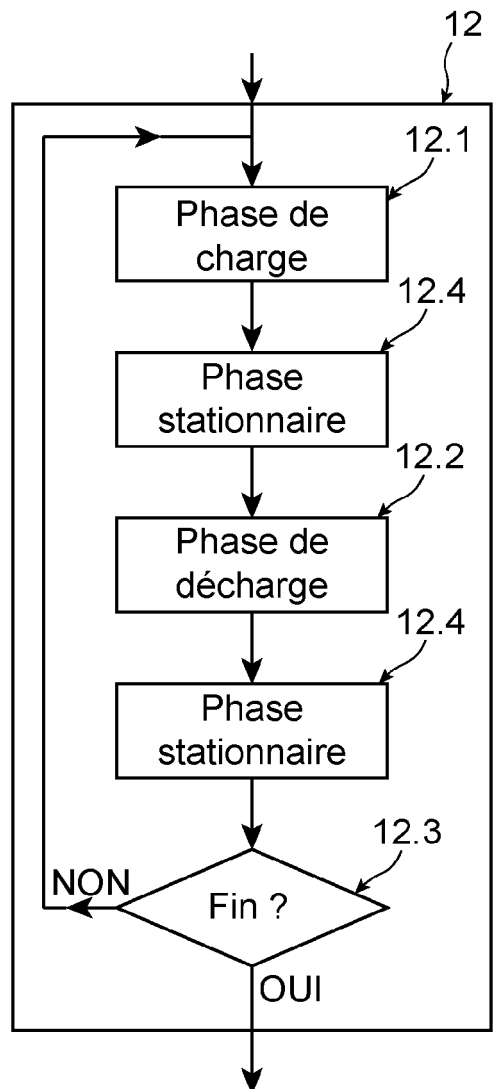 12
12.1
Phase de
charge
12.4
Phase
stationnaire
12.2
Phase de
décharge
12.4
Phase
stationnaire
12.3
NON
Fin ?
OUI